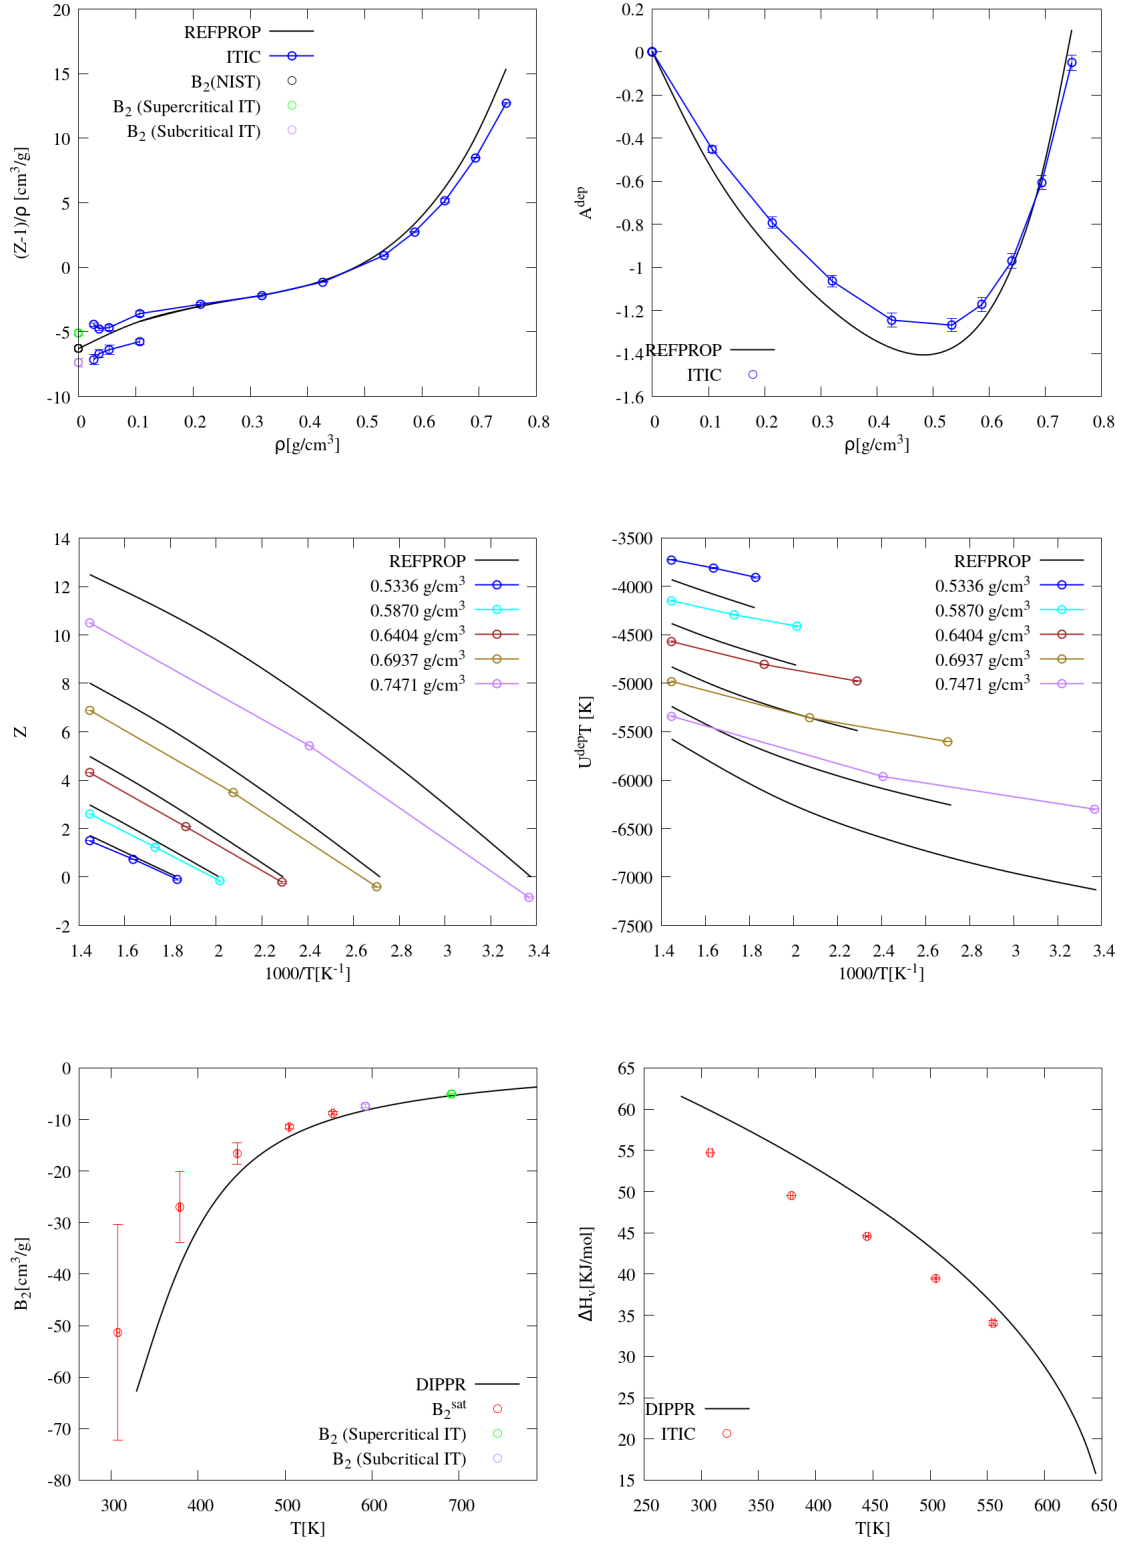 20
15
10
5
0
-5
-10
(Z-1)/ρ [cm³/g]
REFPROP
ITIC
B₂(NIST)
B₂ (Supercritical IT)
B₂ (Subcritical IT)
0 0.1 0.2 0.3 0.4 0.5 0.6 0.7 0.8
ρ[g/cm³]
0.2
0
-0.2
-0.4
-0.6
-0.8
-1
-1.2
-1.4
-1.6
Aᵈᵉᵖ
REFPROP
ITIC
0 0.1 0.2 0.3 0.4 0.5 0.6 0.7 0.8
ρ[g/cm³]
14
12
10
8
6
4
2
0
-2
Z
REFPROP
0.5336 g/cm³
0.5870 g/cm³
0.6404 g/cm³
0.6937 g/cm³
0.7471 g/cm³
1.4 1.6 1.8 2 2.2 2.4 2.6 2.8 3 3.2 3.4
1000/T[K⁻¹]
-3500
-4000
-4500
-5000
-5500
-6000
-6500
-7000
-7500
UᵈᵉᵖT [K]
REFPROP
0.5336 g/cm³
0.5870 g/cm³
0.6404 g/cm³
0.6937 g/cm³
0.7471 g/cm³
1.4 1.6 1.8 2 2.2 2.4 2.6 2.8 3 3.2 3.4
1000/T[K⁻¹]
0
-10
-20
-30
-40
-50
-60
-70
-80
B₂[cm³/g]
DIPPR
B₂ˢᵃᵗ
B₂ (Supercritical IT)
B₂ (Subcritical IT)
300 400 500 600 700
T[K]
65
60
55
50
45
40
35
30
25
20
15
ΔHᵥ[KJ/mol]
DIPPR
ITIC
250 300 350 400 450 500 550 600 650
T[K]